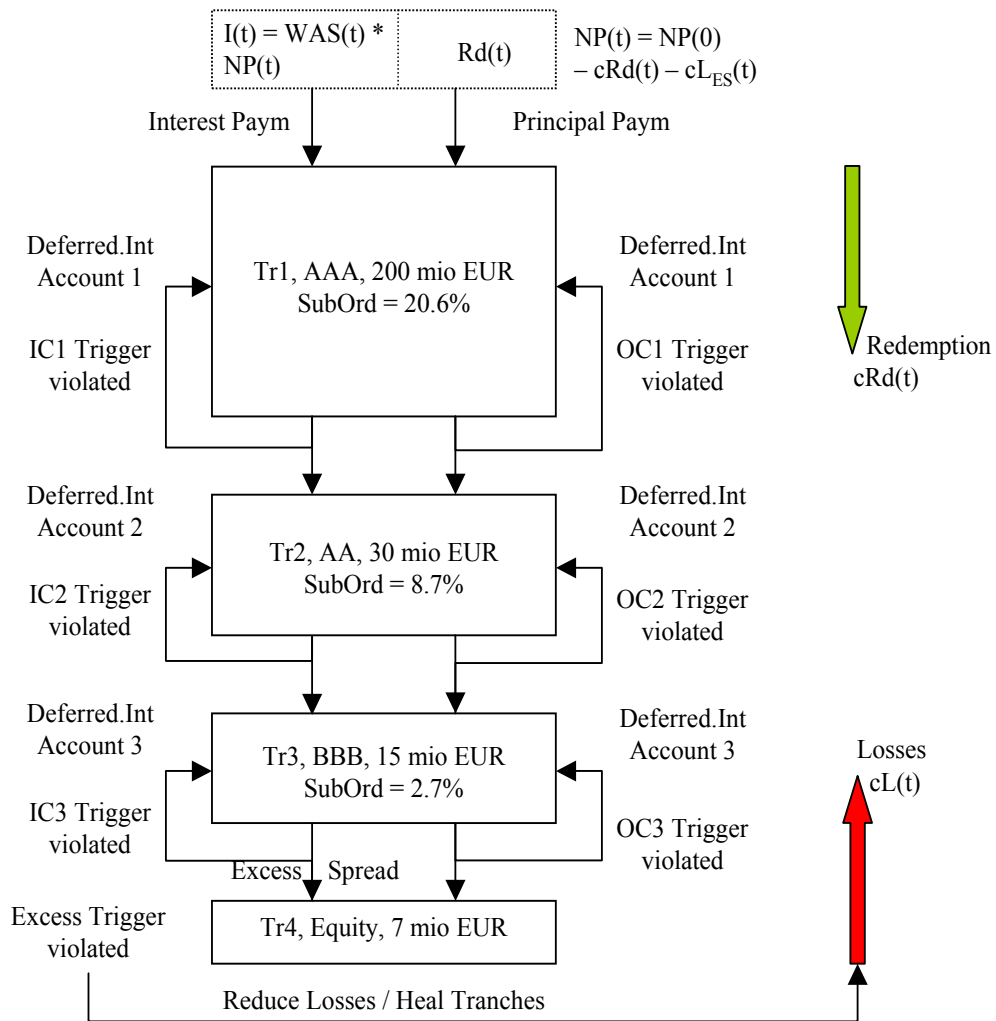 I(t) = WAS(t) *
NP(t)
Rd(t)
NP(t) = NP(0)
– cRd(t) – cL_ES(t)
Interest Paym
Principal Paym
Deferred.Int
Account 1
Tr1, AAA, 200 mio EUR
SubOrd = 20.6%
Deferred.Int
Account 1
IC1 Trigger
violated
OC1 Trigger
violated
Redemption
cRd(t)
Deferred.Int
Account 2
Tr2, AA, 30 mio EUR
SubOrd = 8.7%
Deferred.Int
Account 2
IC2 Trigger
violated
OC2 Trigger
violated
Deferred.Int
Account 3
Tr3, BBB, 15 mio EUR
SubOrd = 2.7%
Deferred.Int
Account 3
Losses
cL(t)
IC3 Trigger
violated
OC3 Trigger
violated
Excess Spread
Excess Trigger
violated
Tr4, Equity, 7 mio EUR
Reduce Losses / Heal Tranches